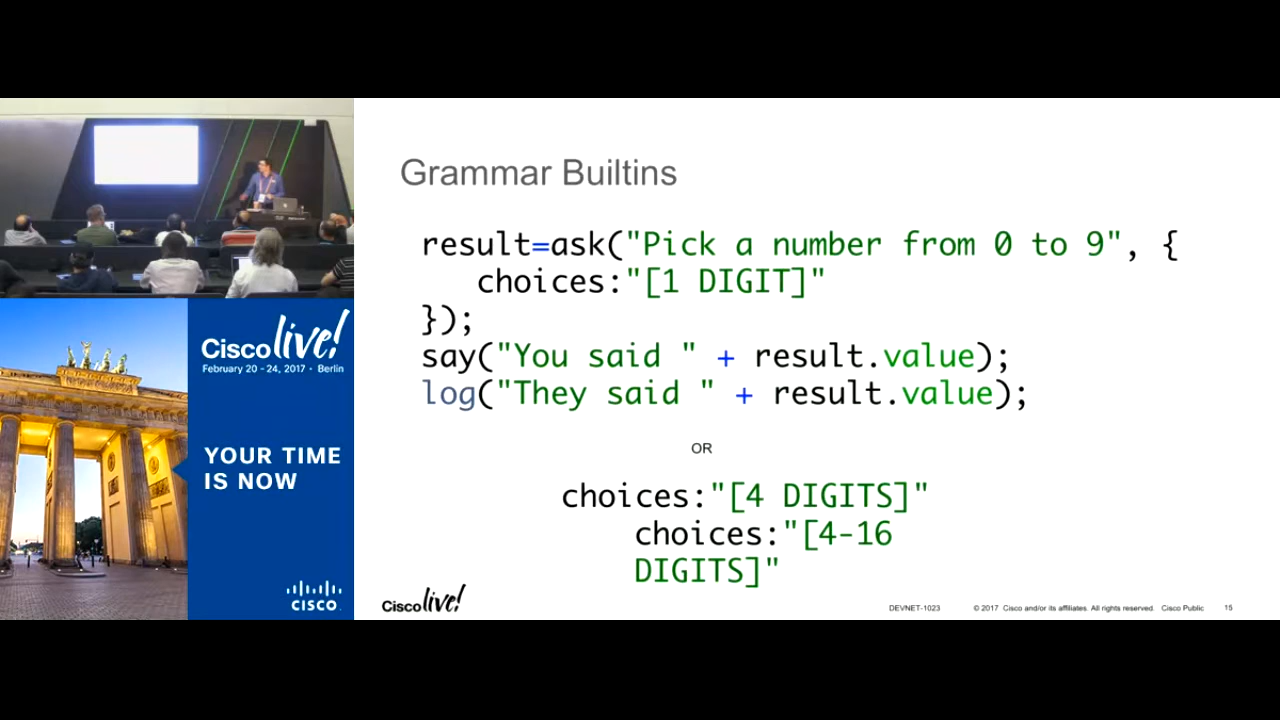 Grammar Builtins
result=ask("Pick a number from 0 to 9", {
choices:"[1 DIGIT]"
});
say("You said " + result.value);
log("They said " + result.value);
OR
choices:"[4 DIGITS]"
choices:"[4-16
DIGITS]"
Cisco live!
DEVNET-1023 © 2017 Cisco and/or its affiliates. All rights reserved. Cisco Public 15
Cisco live!
February 20 - 24, 2017 • Berlin
YOUR TIME
IS NOW
CISCO